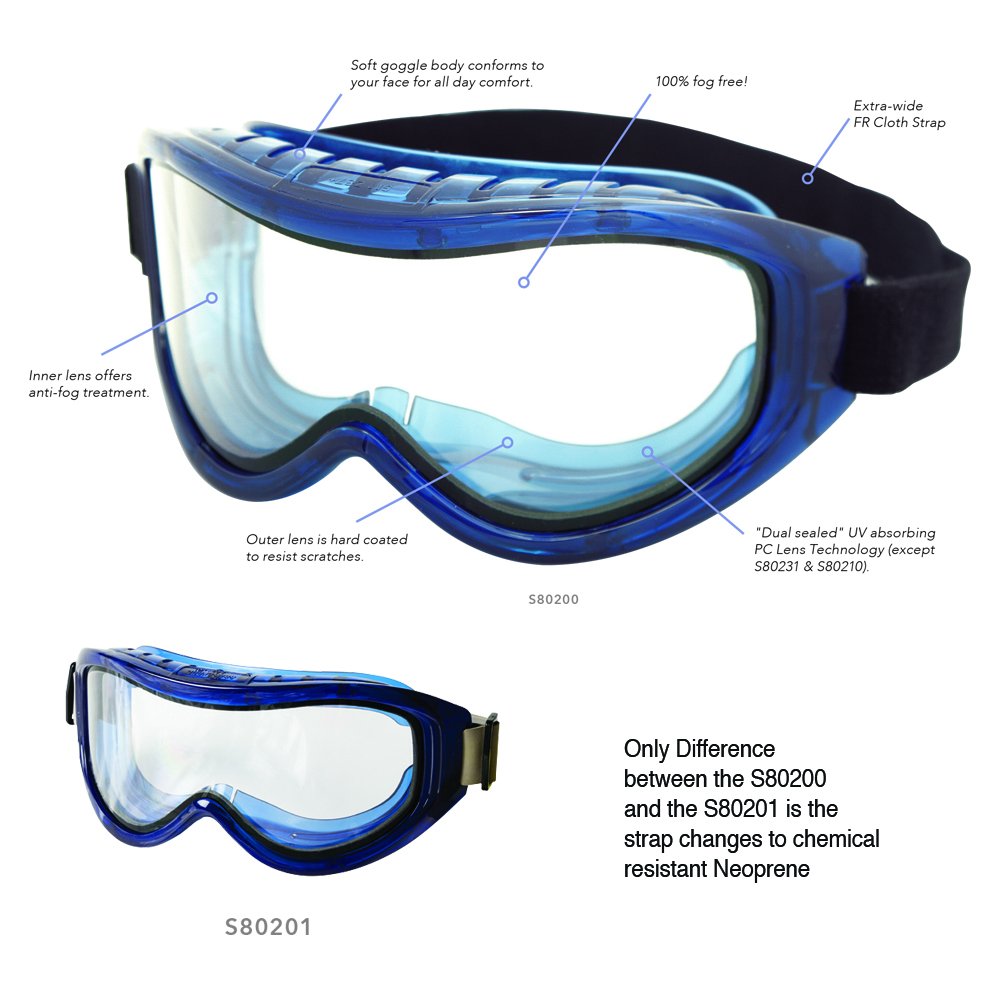 Soft goggle body conforms to
your face for all day comfort.
100% fog free!
Extra-wide
FR Cloth Strap
Inner lens offers
anti-fog treatment.
Outer lens is hard coated
to resist scratches.
"Dual sealed" UV absorbing
PC Lens Technology (except
S80231 & S80210).
S80200
Only Difference
between the S80200
and the S80201 is the
strap changes to chemical
resistant Neoprene
S80201